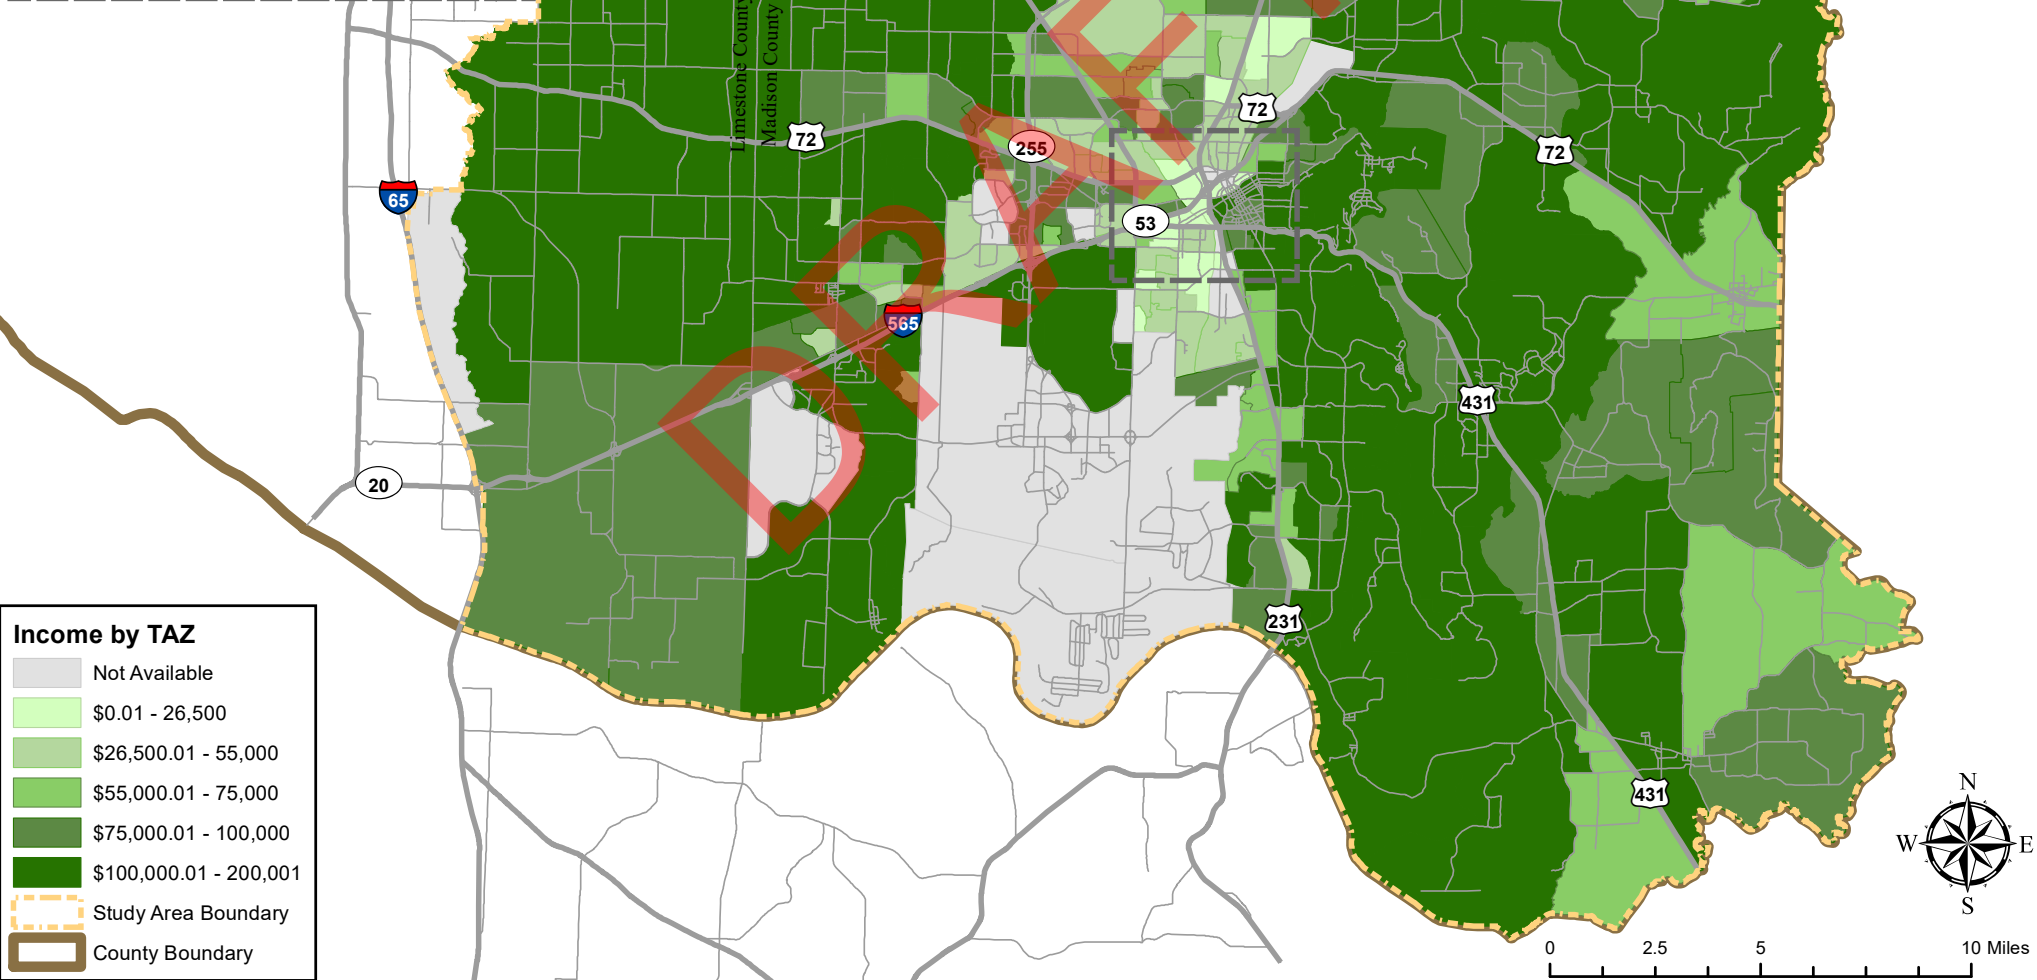 Limestone County
Madison County
72
72
72
255
65
53
565
431
20
231
431
DRAFT
Income by TAZ
Not Available
$0.01 - 26,500
$26,500.01 - 55,000
$55,000.01 - 75,000
$75,000.01 - 100,000
$100,000.01 - 200,001
Study Area Boundary
County Boundary
N
W E
S
0 2.5 5 10 Miles